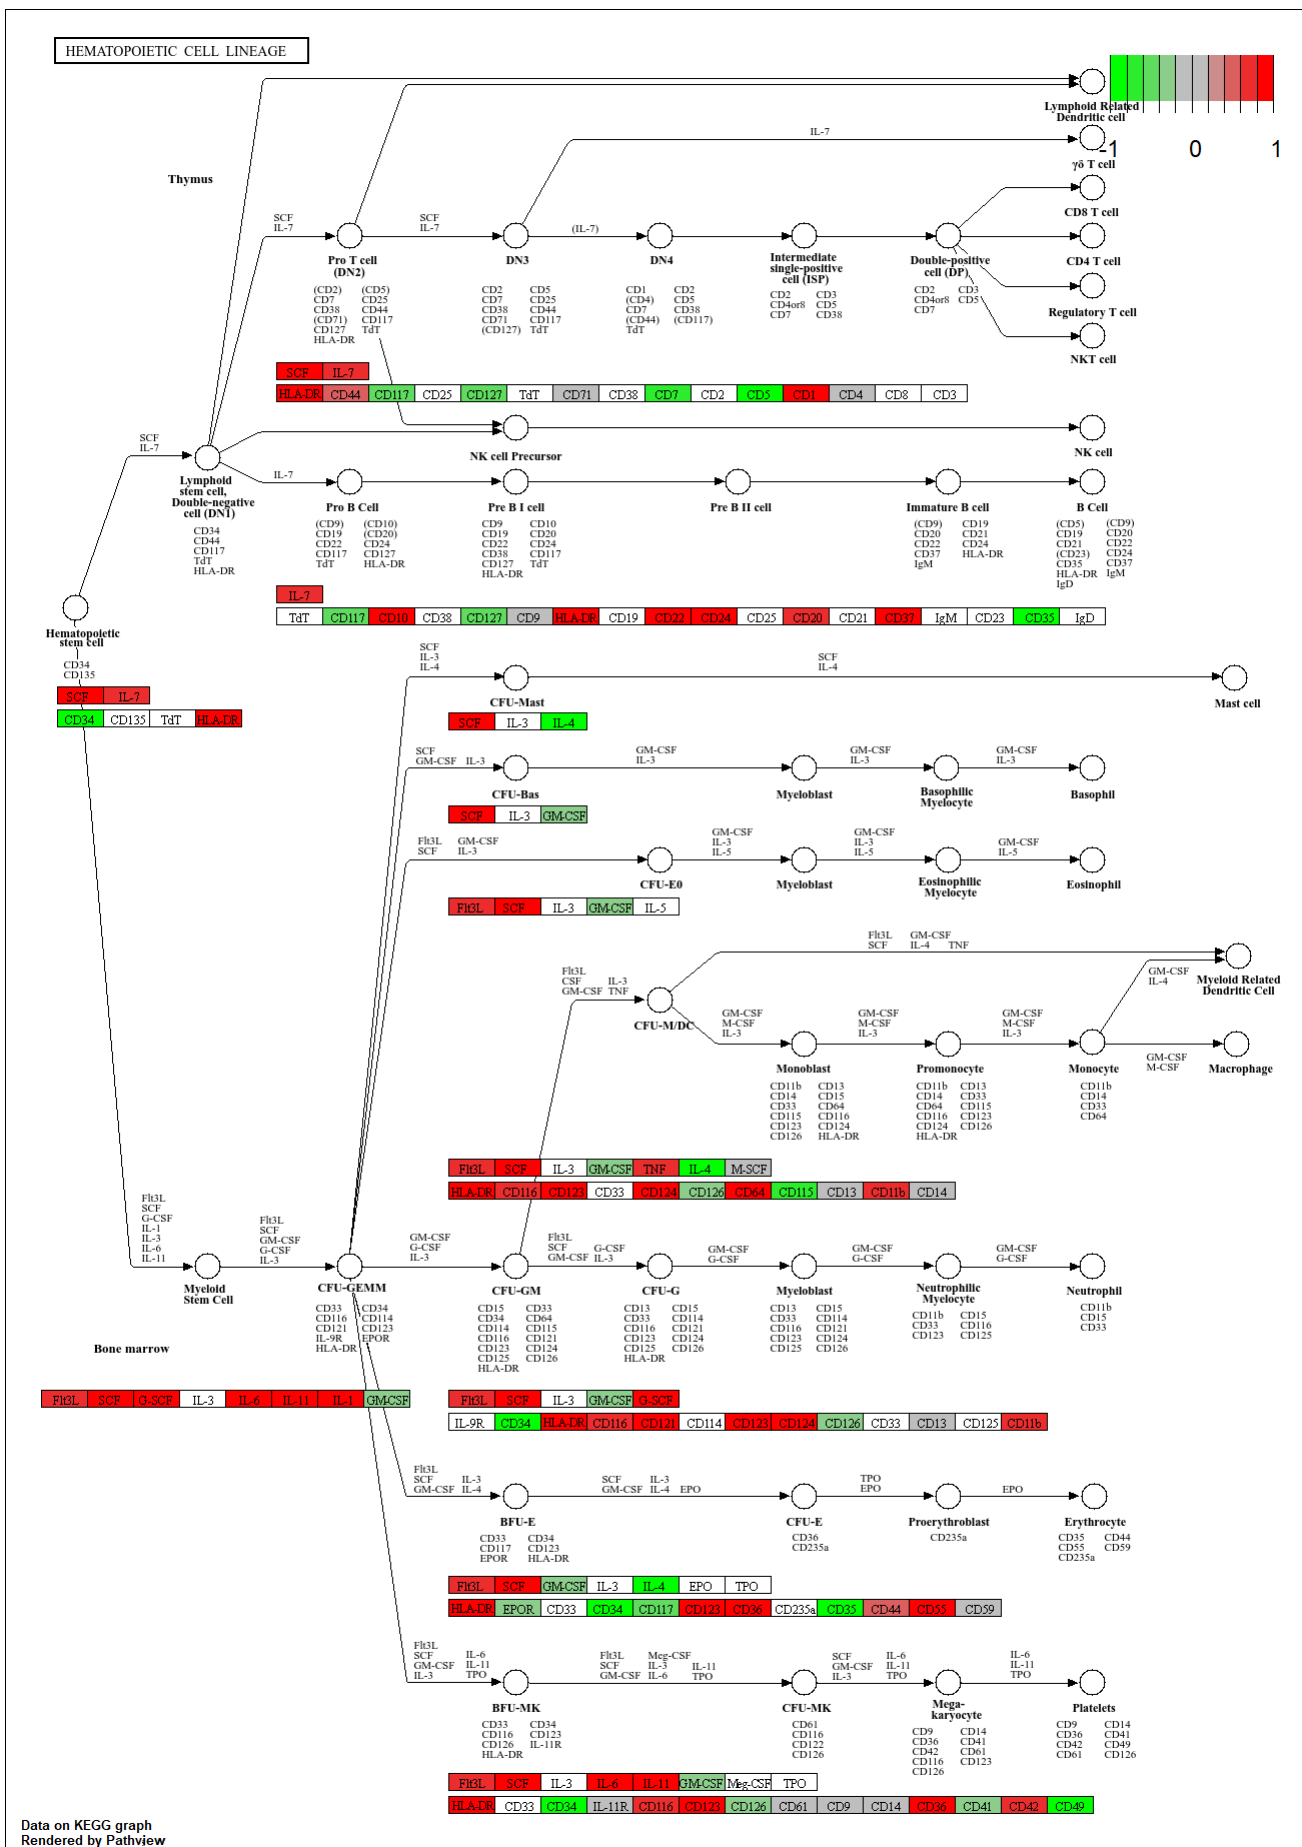 HEMATOPOIETIC CELL LINEAGE
-1 0 1
Lymphoid Related
Dendritic cell
IL-7
γδ T cell
Thymus
CD8 T cell
SCF
IL-7
SCF
IL-7
(IL-7)
Pro T cell
(DN2)
DN3
DN4
Intermediate
single-positive
cell (ISP)
Double-positive
cell (DP)
CD4 T cell
(CD2) (CD5)
CD7 CD25
CD38 CD44
(CD71) CD117
CD127 TdT
HLA-DR
CD2 CD5
CD7 CD25
CD38 CD44
CD71 CD117
(CD127) TdT
CD1 CD2
(CD4) CD5
CD7 CD38
(CD44) (CD117)
TdT
CD2 CD3
CD4or8 CD5
CD7 CD38
CD2 CD3
CD4or8 CD5
CD7
Regulatory T cell
NKT cell
SCF IL-7
HLA-DR CD44 CD117 CD25 CD127 TdT CD71 CD38 CD7 CD2 CD5 CD1 CD4 CD8 CD3
SCF
IL-7
NK cell Precursor
NK cell
Lymphoid
stem cell,
Double-negative
cell (DN1)
IL-7
CD34
CD44
CD117
TdT
HLA-DR
Pro B Cell
Pre B I cell
Pre B II cell
Immature B cell
B Cell
(CD9) (CD10)
CD19 (CD20)
CD22 CD24
CD117 CD127
TdT HLA-DR
CD9 CD10
CD19 CD20
CD22 CD24
CD38 CD117
CD127 TdT
HLA-DR
(CD9) CD19
CD20 CD21
CD22 CD24
CD37 HLA-DR
IgM
(CD5) (CD9)
CD19 CD20
CD21 CD22
(CD23) CD24
CD35 CD37
HLA-DR IgM
IgD
IL-7
TdT CD117 CD10 CD38 CD127 CD9 HLA-DR CD19 CD22 CD24 CD25 CD20 CD21 CD37 IgM CD23 CD35 IgD
Hematopoietic
stem cell
CD34
CD135
SCF IL-7
CD34 CD135 TdT HLA-DR
SCF
IL-3
IL-4
SCF
IL-4
CFU-Mast
Mast cell
SCF IL-3 IL-4
SCF
GM-CSF IL-3
GM-CSF
IL-3
GM-CSF
IL-3
GM-CSF
IL-3
CFU-Bas
Myeloblast
Basophilic
Myelocyte
Basophil
SCF IL-3 GM-CSF
Flt3L GM-CSF
SCF IL-3
GM-CSF
IL-3
IL-5
GM-CSF
IL-3
IL-5
GM-CSF
IL-5
CFU-E0
Myeloblast
Eosinophilic
Myelocyte
Eosinophil
Flt3L SCF IL-3 GM-CSF IL-5
Flt3L GM-CSF
SCF IL-4 TNF
Flt3L
CSF IL-3
GM-CSF TNF
GM-CSF
IL-4
Myeloid Related
Dendritic Cell
CFU-M/DC
GM-CSF
M-CSF
IL-3
GM-CSF
M-CSF
IL-3
GM-CSF
M-CSF
IL-3
GM-CSF
M-CSF
Monoblast
Promonocyte
Monocyte
Macrophage
CD11b CD13
CD14 CD15
CD33 CD64
CD115 CD116
CD123 CD124
CD126 HLA-DR
CD11b CD13
CD14 CD33
CD64 CD115
CD116 CD123
CD124 CD126
HLA-DR
CD11b
CD14
CD33
CD64
Flt3L SCF IL-3 GM-CSF TNF IL-4 M-SCF
HLA-DR CD116 CD123 CD33 CD124 CD126 CD64 CD115 CD13 CD11b CD14
Flt3L
SCF
G-CSF
IL-1
IL-3
IL-6
IL-11
Flt3L
SCF
GM-CSF
G-CSF
IL-3
GM-CSF
G-CSF
IL-3
Flt3L G-CSF
SCF IL-3
GM-CSF
GM-CSF
G-CSF
GM-CSF
G-CSF
GM-CSF
G-CSF
Myeloid
Stem Cell
CFU-GEMM
CFU-GM
CFU-G
Myeloblast
Neutrophilic
Myelocyte
Neutrophil
CD33 CD34
CD116 CD114
CD121 CD123
IL-9R EPOR
HLA-DR
CD15 CD33
CD34 CD64
CD114 CD115
CD116 CD121
CD123 CD124
CD125 CD126
HLA-DR
CD13 CD15
CD33 CD114
CD116 CD121
CD123 CD124
CD125 CD126
HLA-DR
CD13 CD15
CD33 CD114
CD116 CD121
CD123 CD124
CD125 CD126
CD11b CD15
CD33 CD116
CD123 CD125
CD11b
CD15
CD33
Bone marrow
Flt3L SCF G-SCF IL-3 IL-6 IL-11 IL-1 GM-CSF
Flt3L SCF IL-3 GM-CSF G-SCF
IL-9R CD34 HLA-DR CD116 CD121 CD114 CD123 CD124 CD126 CD33 CD13 CD125 CD11b
Flt3L
SCF IL-3
GM-CSF IL-4
SCF IL-3
GM-CSF IL-4 EPO
TPO
EPO
EPO
BFU-E
CFU-E
Proerythroblast
Erythrocyte
CD33 CD34
CD117 CD123
EPOR HLA-DR
CD36
CD235a
CD235a
CD35 CD44
CD55 CD59
CD235a
Flt3L SCF GM-CSF IL-3 IL-4 EPO TPO
HLA-DR EPOR CD33 CD34 CD117 CD123 CD36 CD235a CD35 CD44 CD55 CD59
Flt3L
SCF IL-6
GM-CSF IL-11
IL-3 TPO
Flt3L Meg-CSF
SCF IL-3 IL-11
GM-CSF IL-6 TPO
SCF IL-6
GM-CSF IL-11
IL-3 TPO
IL-6
IL-11
TPO
BFU-MK
CFU-MK
Mega-
karyocyte
Platelets
CD33 CD34
CD116 CD123
CD126 IL-11R
HLA-DR
CD61
CD116
CD122
CD126
CD9 CD14
CD36 CD41
CD42 CD61
CD116 CD123
CD126
CD9 CD14
CD36 CD41
CD42 CD49
CD61 CD126
Flt3L SCF IL-3 IL-6 IL-11 GM-CSF Meg-CSF TPO
HLA-DR CD33 CD34 IL-11R CD116 CD123 CD126 CD61 CD9 CD14 CD36 CD41 CD42 CD49
Data on KEGG graph
Rendered by Pathview